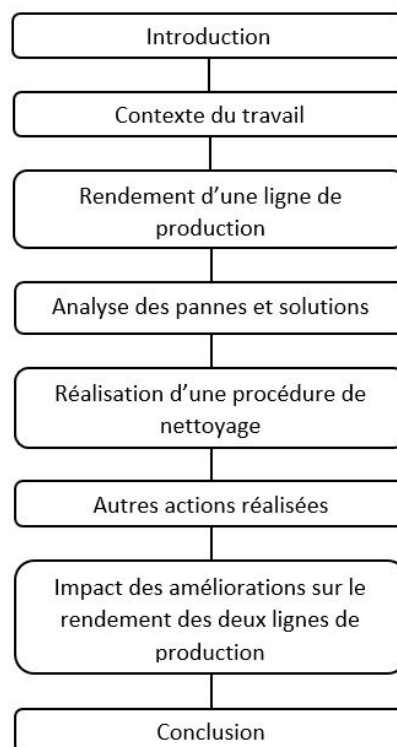 Introduction
Contexte du travail
Rendement d’une ligne de
production
Analyse des pannes et solutions
Réalisation d’une procédure de
nettoyage
Autres actions réalisées
Impact des améliorations sur le
rendement des deux lignes de
production
Conclusion